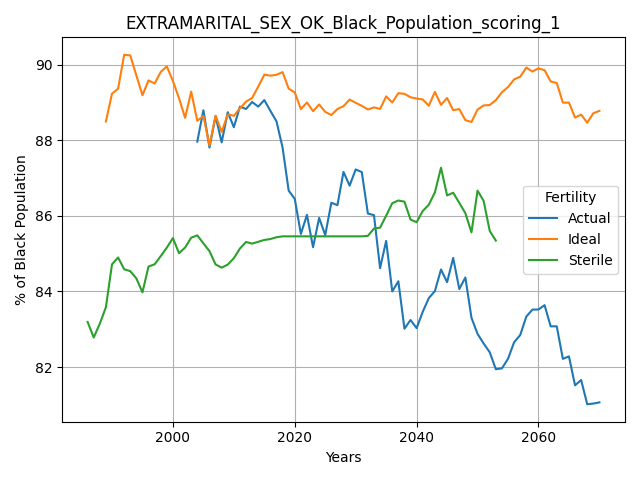 EXTRAMARITAL_SEX_OK_Black_Population_scoring_1
% of Black Population
90
88
86
84
82
Fertility
Actual
Ideal
Sterile
2000 2020 2040 2060
Years